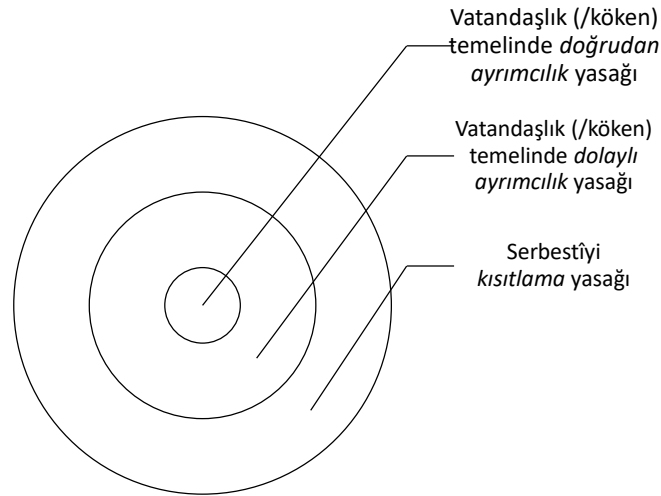 Vatandaşlık (/köken)
temelinde doğrudan
ayrımcılık yasağı
Vatandaşlık (/köken)
temelinde dolaylı
ayrımcılık yasağı
Serbestîyi
kısıtlama yasağı